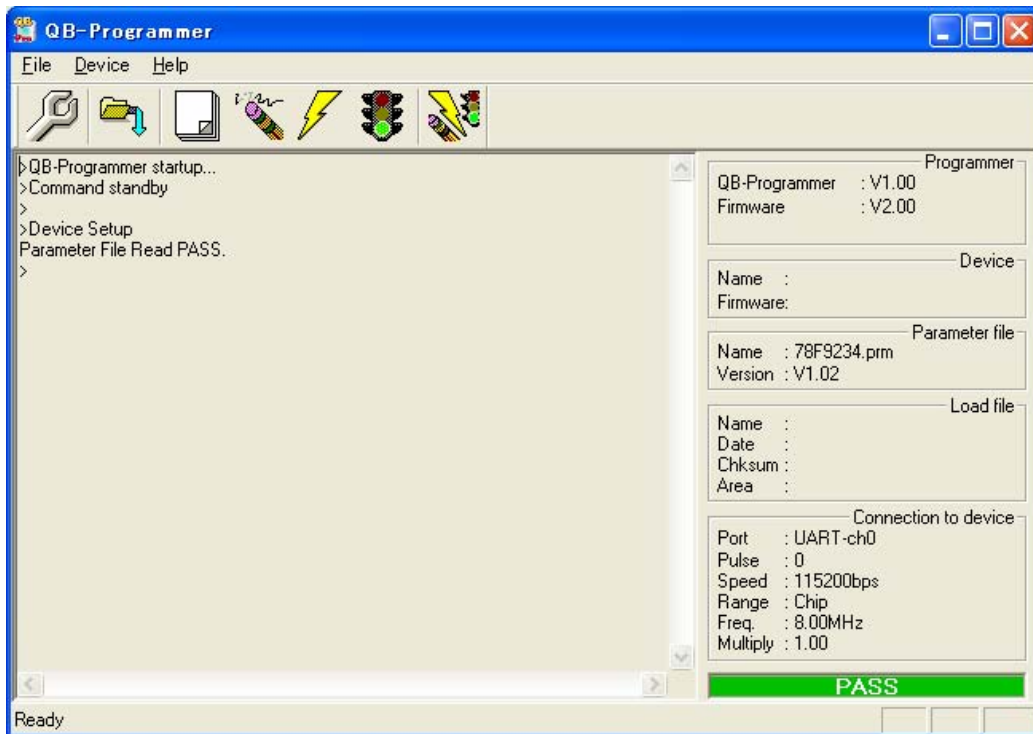 QB-Programmer
File Device Help
>QB-Programmer startup...
>Command standby
>
>Device Setup
Parameter File Read PASS.
>
Programmer
QB-Programmer : V1.00
Firmware : V2.00
Device
Name :
Firmware:
Parameter file
Name : 78F9234.prm
Version : V1.02
Load file
Name :
Date :
Chksum :
Area :
Connection to device
Port : UART-ch0
Pulse : 0
Speed : 115200bps
Range : Chip
Freq. : 8.00MHz
Multiply : 1.00
PASS
Ready